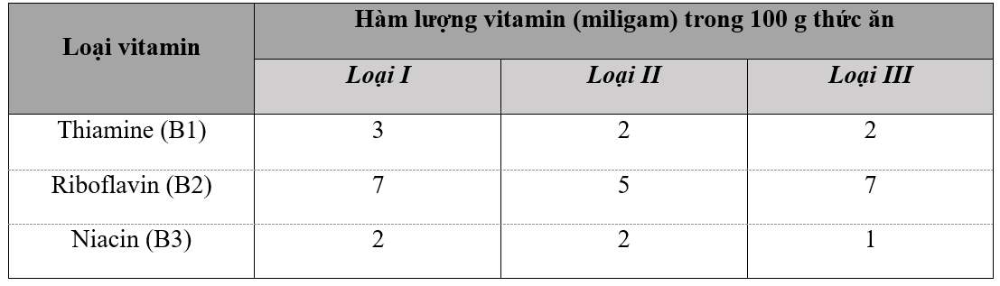 Loại vitamin
Hàm lượng vitamin (miligam) trong 100 g thức ăn
Loại I Loại II Loại III
Thiamine (B1) 3 2 2
Riboflavin (B2) 7 5 7
Niacin (B3) 2 2 1